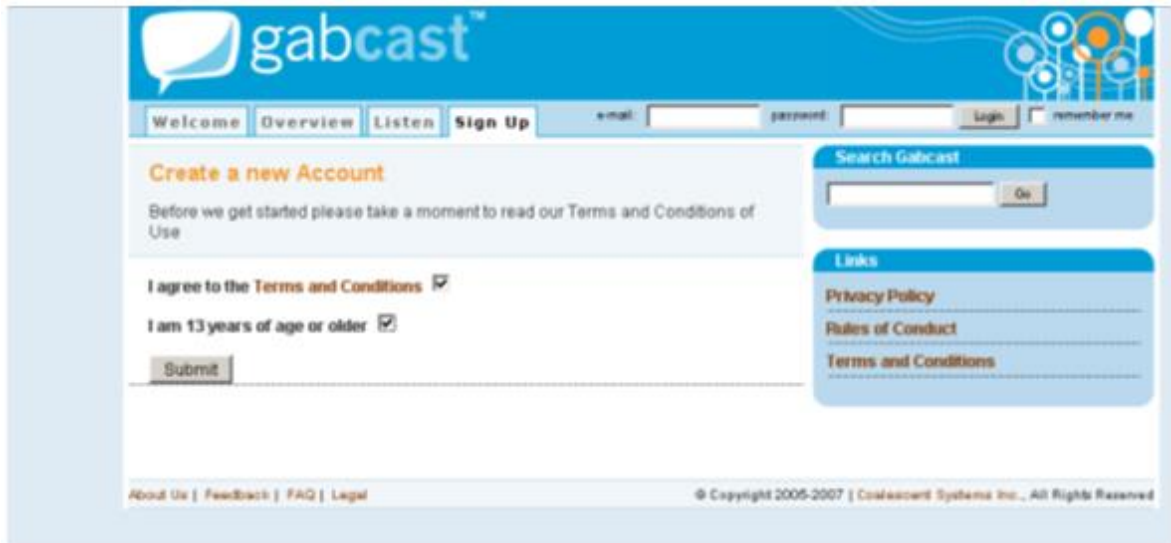 gabcast™
Welcome Overview Listen Sign Up e-mail: password: Login remember me
Create a new Account
Before we get started please take a moment to read our Terms and Conditions of
Use
I agree to the Terms and Conditions
I am 13 years of age or older
Submit
Search Gabcast
Go
Links
Privacy Policy
Rules of Conduct
Terms and Conditions
About Us | Feedback | FAQ | Legal
© Copyright 2005-2007 | Coalescent Systems Inc., All Rights Reserved